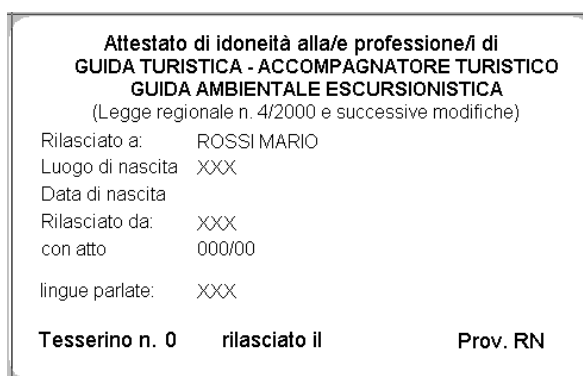 Attestato di idoneità alla/e professione/i di
GUIDA TURISTICA - ACCOMPAGNATORE TURISTICO
GUIDA AMBIENTALE ESCURSIONISTICA
(Legge regionale n. 4/2000 e successive modifiche)
Rilasciato a: ROSSI MARIO
Luogo di nascita XXX
Data di nascita
Rilasciato da: XXX
con atto 000/00
lingue parlate: XXX
Tesserino n. 0 rilasciato il Prov. RN